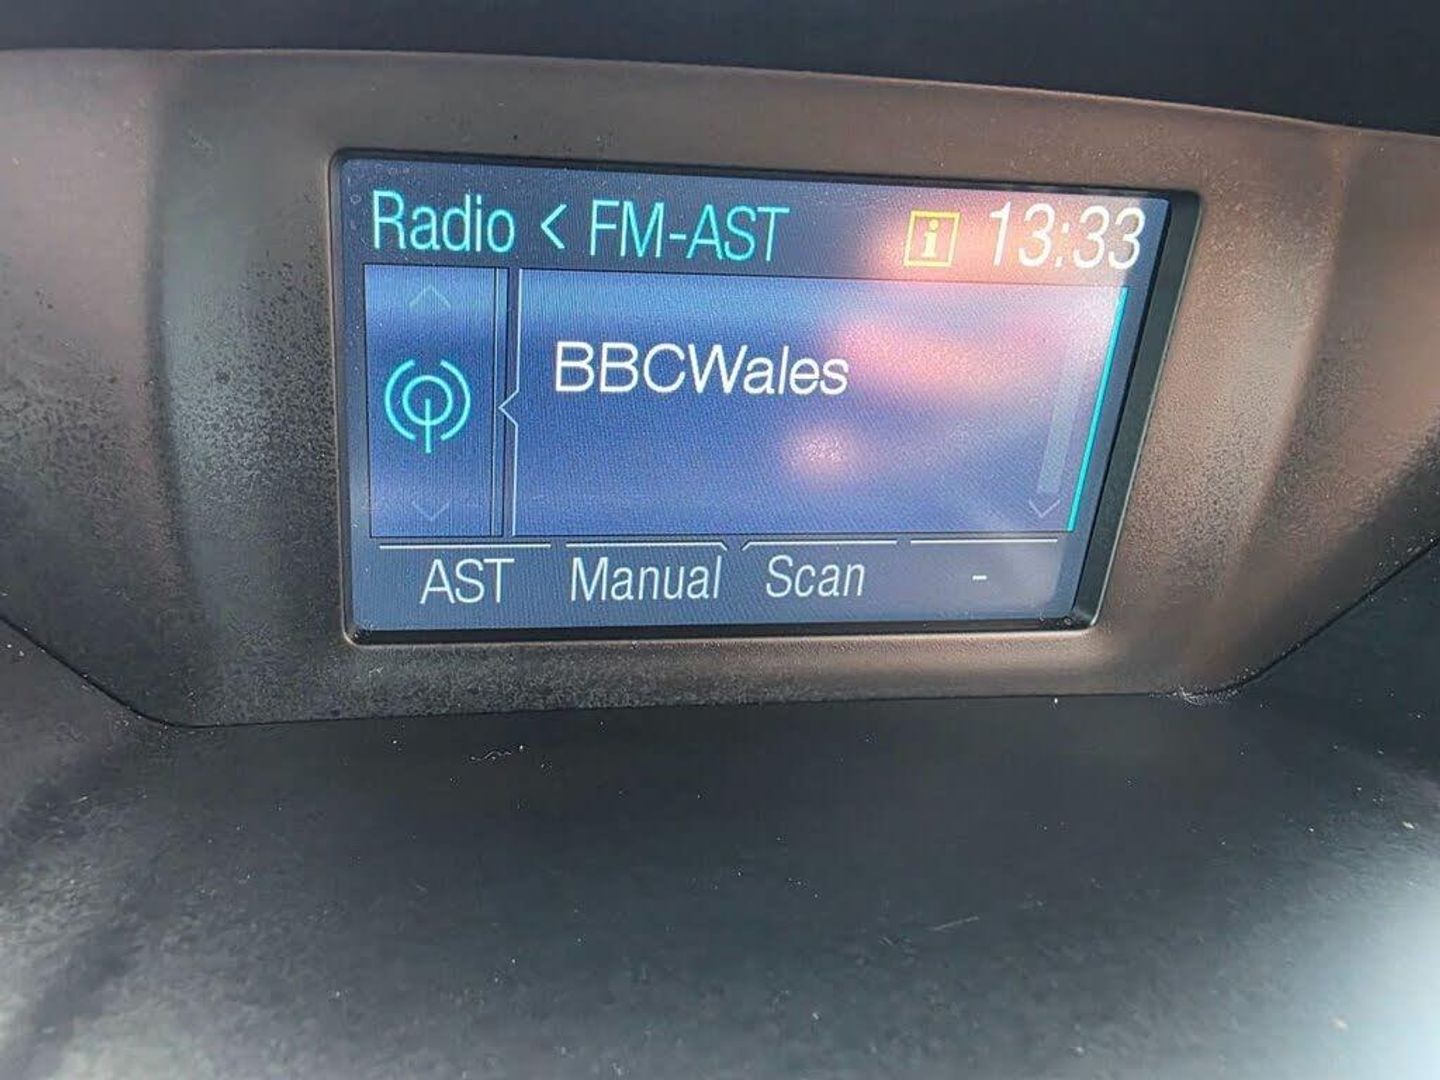 Radio < FM-AST i 13:33
BBCWales
AST Manual Scan -